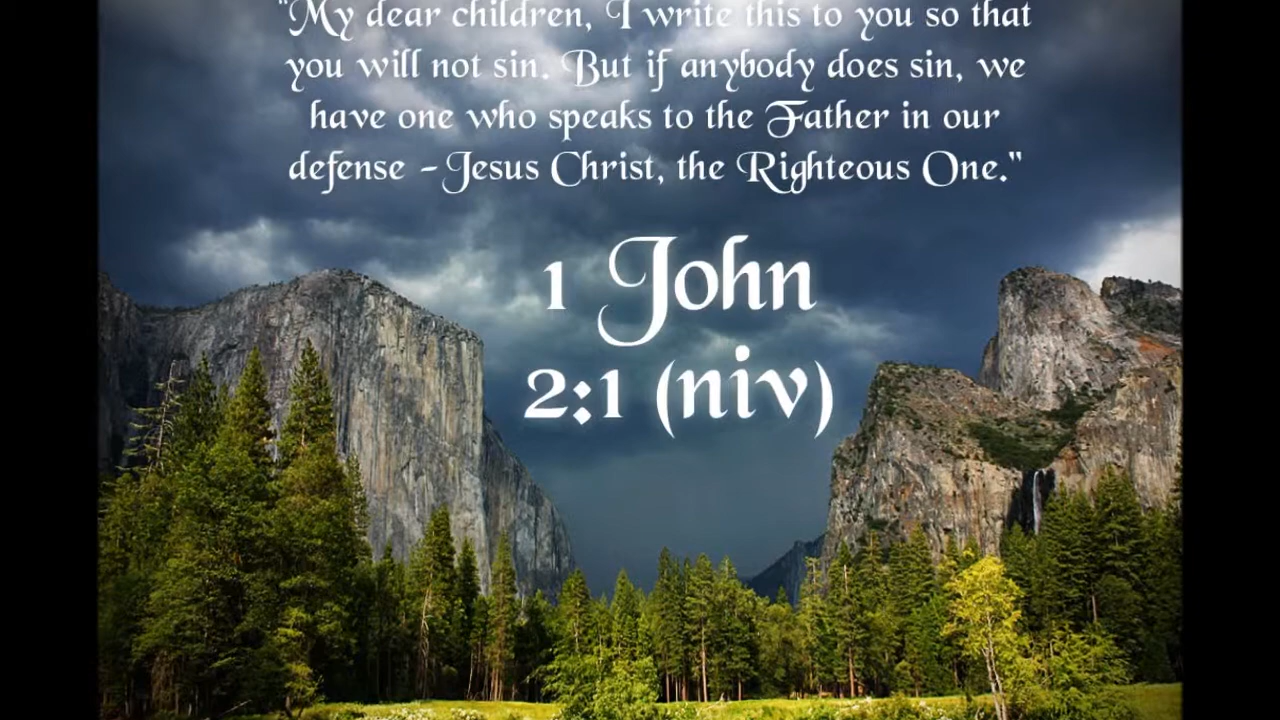 "My dear children, I write this to you so that
you will not sin. But if anybody does sin, we
have one who speaks to the Father in our
defense -Jesus Christ, the Righteous One."
1 John
2:1 (niv)